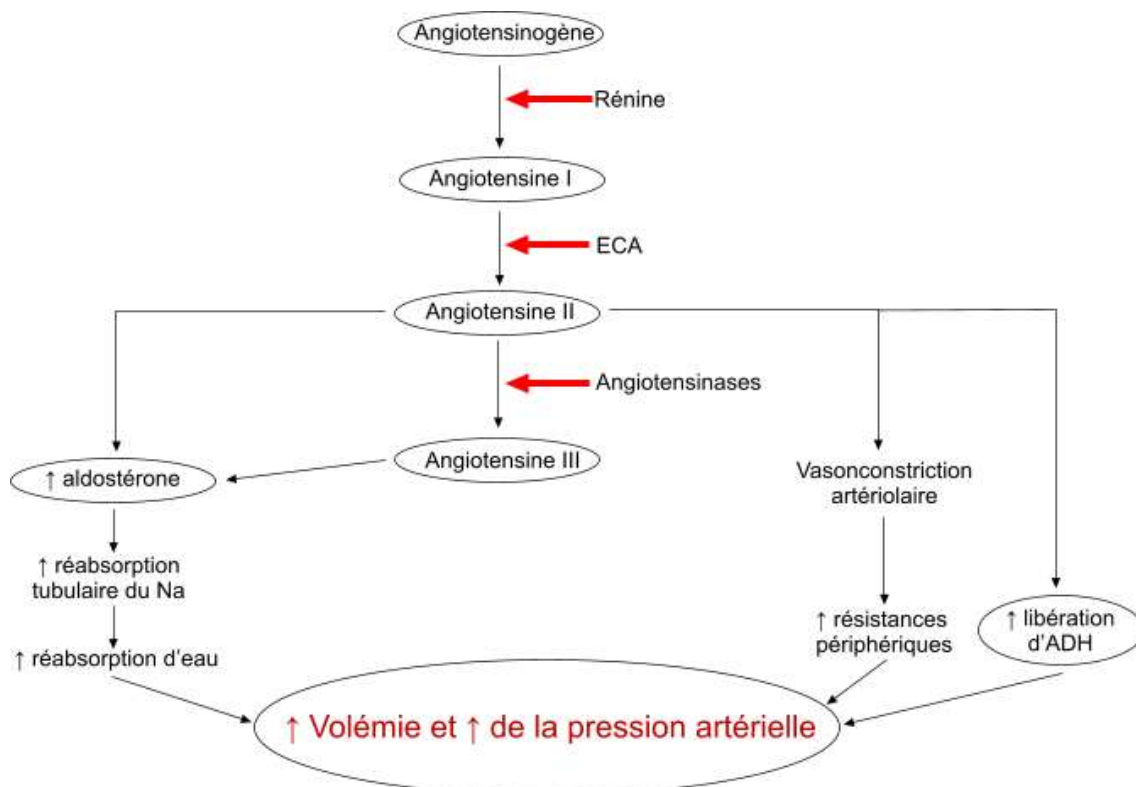 Angiotensinogène
Rénine
Angiotensine I
ECA
Angiotensine II
Angiotensinases
Angiotensine III
↑ aldostérone
Vasonconstriction
artériolaire
↑ réabsorption
tubulaire du Na
↑ résistances
périphériques
↑ libération
d'ADH
↑ réabsorption d'eau
↑ Volémie et ↑ de la pression artérielle